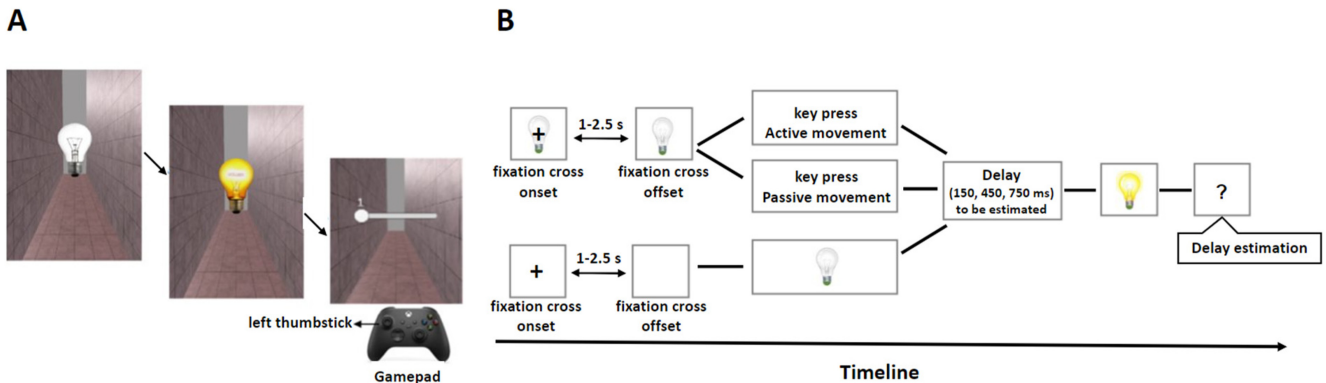 A
1
left thumbstick
Gamepad
B
+
1-2.5 s
fixation cross
onset
fixation cross
offset
key press
Active movement
key press
Passive movement
Delay
(150, 450, 750 ms)
to be estimated
?
Delay estimation
+
1-2.5 s
fixation cross
onset
fixation cross
offset
Timeline